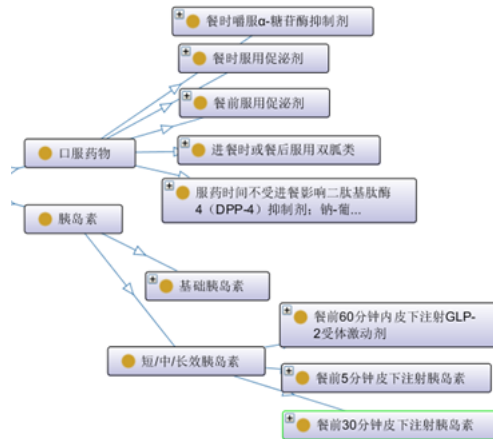 餐时嚼服α-糖苷酶抑制剂
餐时服用促泌剂
餐前服用促泌剂
口服药物
进餐时或餐后服用双胍类
服药时间不受进餐影响二肽基肽酶
4（DPP-4）抑制剂；钠-葡...
胰岛素
基础胰岛素
餐前60分钟内皮下注射GLP-
2受体激动剂
短/中/长效胰岛素
餐前5分钟皮下注射胰岛素
餐前30分钟皮下注射胰岛素